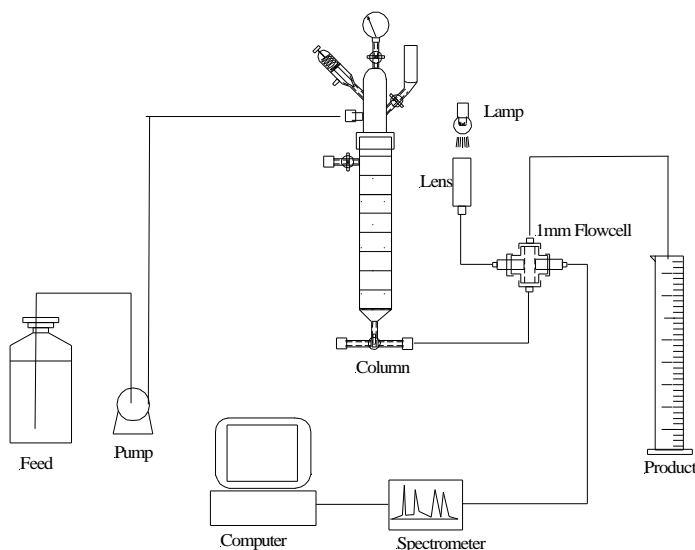 Lamp
Lens
1mm Flowcell
Column
Feed
Pump
Product
Computer
Spectrometer